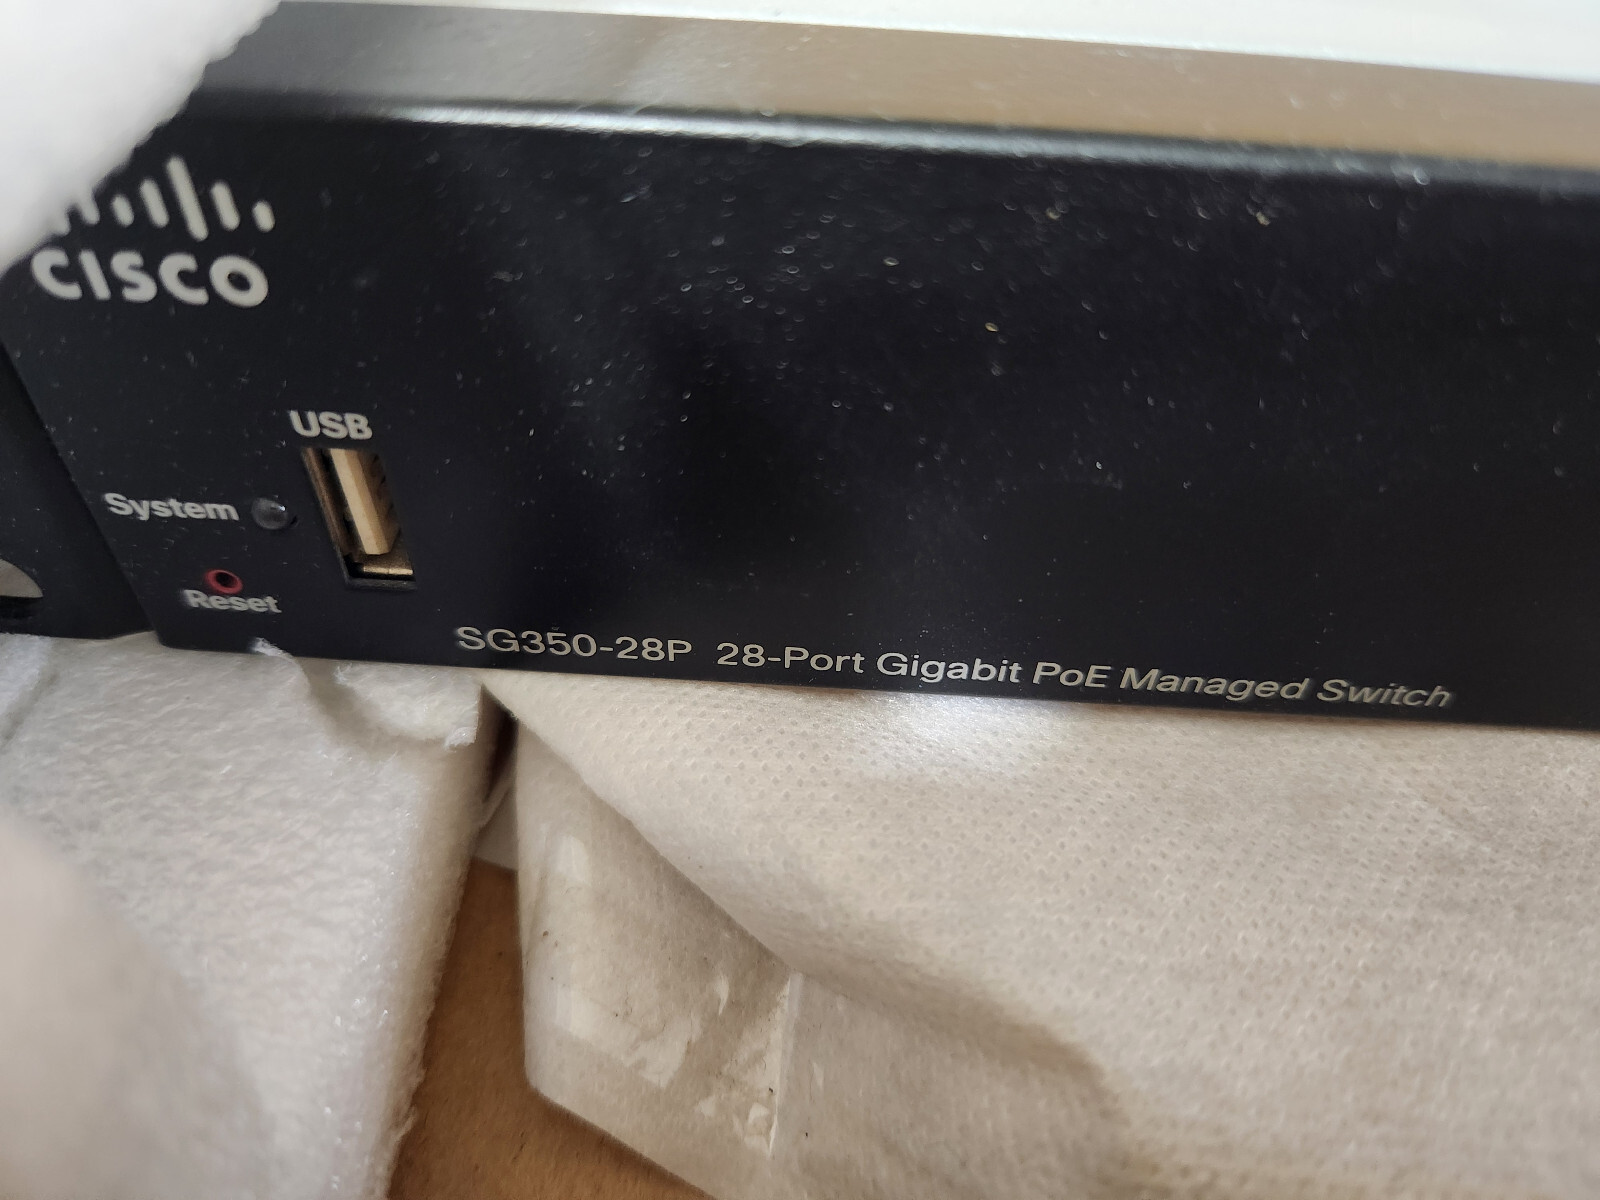 CISCO
USB
System
Reset
SG350-28P 28-Port Gigabit PoE Managed Switch